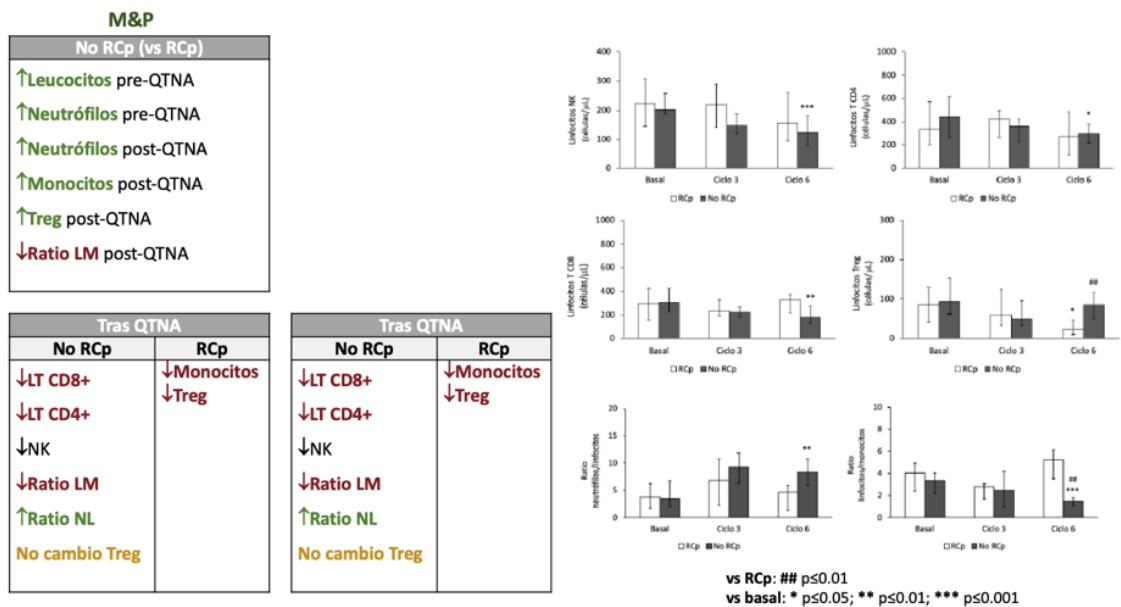 M&P
No RCp (vs RCp)
↑Leucocitos pre-QTNA
↑Neutrófilos pre-QTNA
↑Neutrófilos post-QTNA
↑Monocitos post-QTNA
↑Treg post-QTNA
↓Ratio LM post-QTNA
Tras QTNA
No RCp RCp
↓LT CD8+ ↓Monocitos
↓Treg
↓LT CD4+
↓NK
↓Ratio LM
↑Ratio NL
No cambio Treg
Tras QTNA
No RCp RCp
↓LT CD8+ ↓Monocitos
↓Treg
↓LT CD4+
↓NK
↓Ratio LM
↑Ratio NL
No cambio Treg
Linfocitos NK
(células/μL)
400
300
200
100
0
***
Basal Ciclo 3 Ciclo 6
RCp No RCp
Linfocitos T CD4
(células/μL)
1000
800
600
400
200
0
*
Basal Ciclo 3 Ciclo 6
RCp No RCp
Linfocitos T CD8
(células/μL)
1000
800
600
400
200
0
**
Basal Ciclo 3 Ciclo 6
RCp No RCp
Linfocitos Treg
(células/μL)
300
200
100
0
* ##
Basal Ciclo 3 Ciclo 6
RCp No RCp
Ratio
neutrófilos/linfocitos
20
15
10
5
0
**
Basal Ciclo 3 Ciclo 6
RCp No RCp
Ratio
linfocitos/monocitos
10
8
6
4
2
0
##
***
Basal Ciclo 3 Ciclo 6
RCp No RCp
vs RCp: ## p≤0.01
vs basal: * p≤0.05; ** p≤0.01; *** p≤0.001